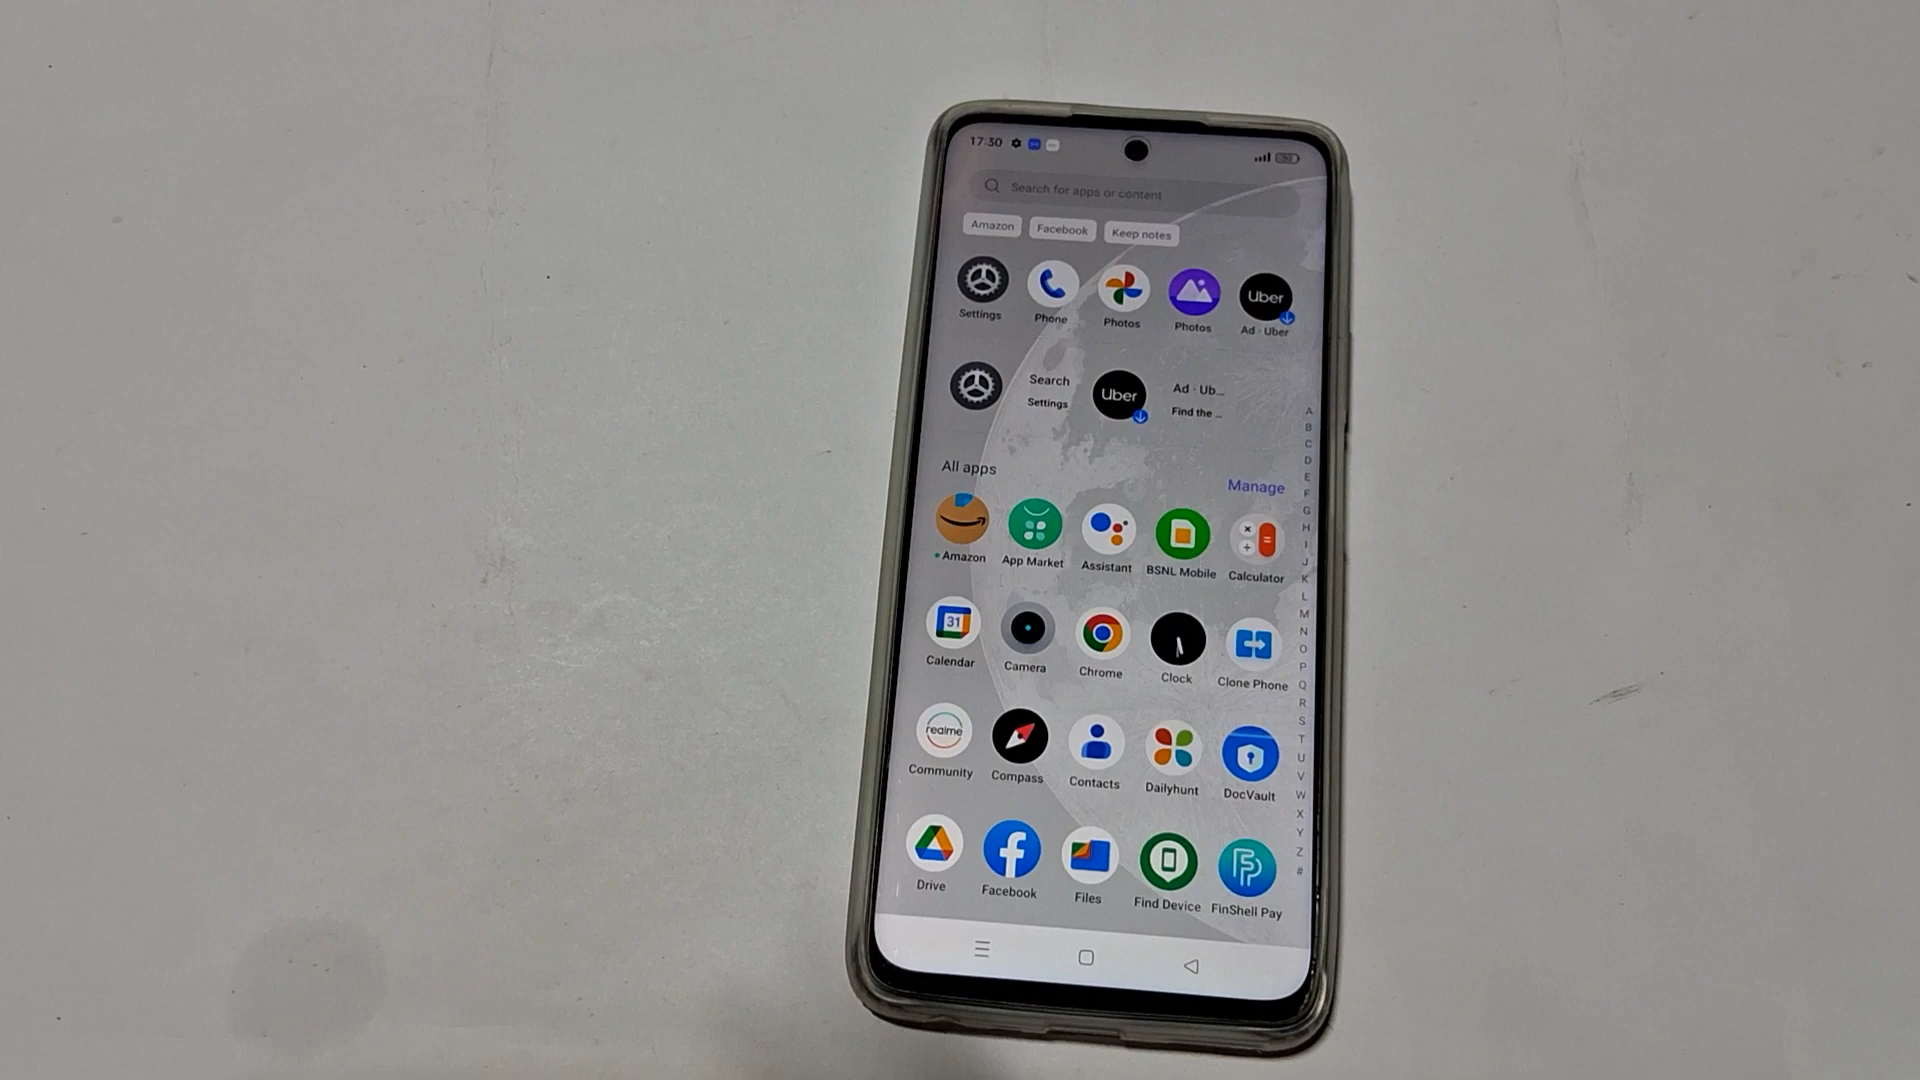 17:30
Search for apps or content
Amazon Facebook Keep notes
Uber
Settings Phone Photos Photos Ad · Uber
Search Uber Ad · Ub...
Settings Find the ...
All apps
Manage
Amazon App Market Assistant BSNL Mobile Calculator
31
Calendar Camera Chrome Clock Clone Phone
realme
Community Compass Contacts Dailyhunt DocVault
Drive Facebook Files Find Device FinShell Pay
A
B
C
D
E
F
G
H
I
J
K
L
M
N
O
P
Q
R
S
T
U
V
W
X
Y
Z
#